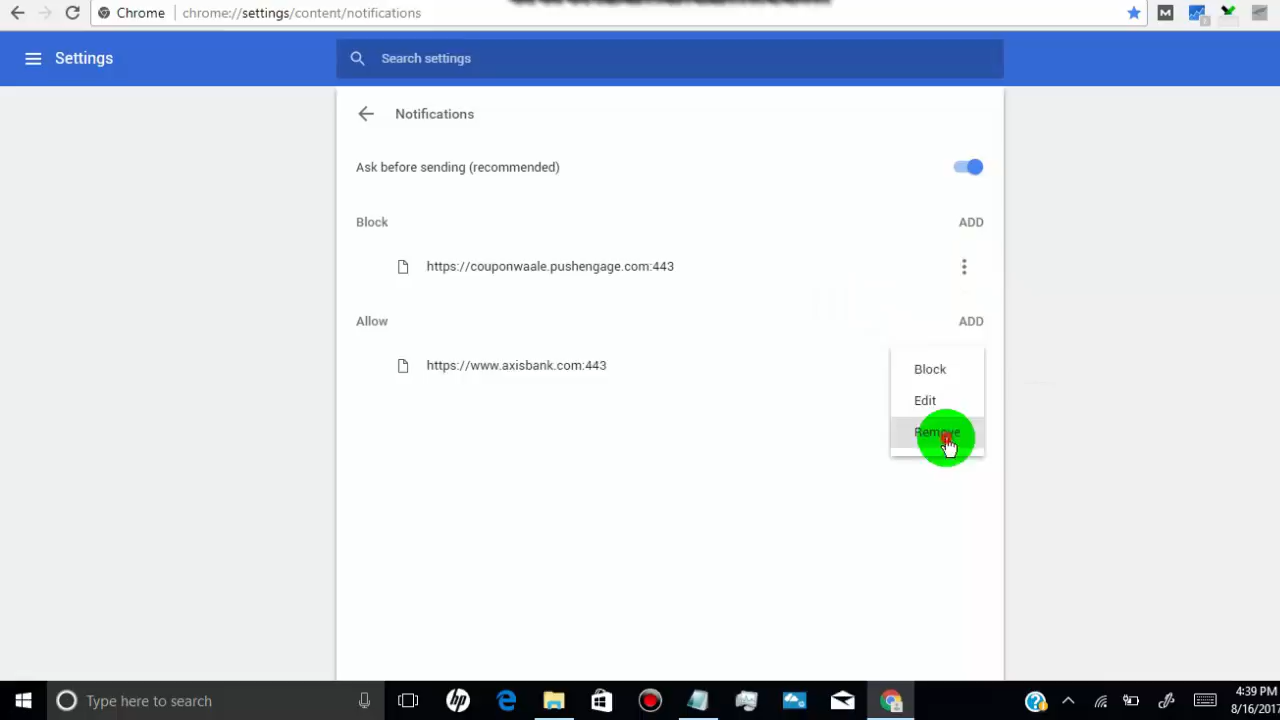 Chrome | chrome://settings/content/notifications
Settings
Search settings
Notifications
Ask before sending (recommended)
Block ADD
https://couponwaale.pushengage.com:443
Allow ADD
https://www.axisbank.com:443
Block
Edit
Remove
Type here to search
4:39 PM
8/16/2017